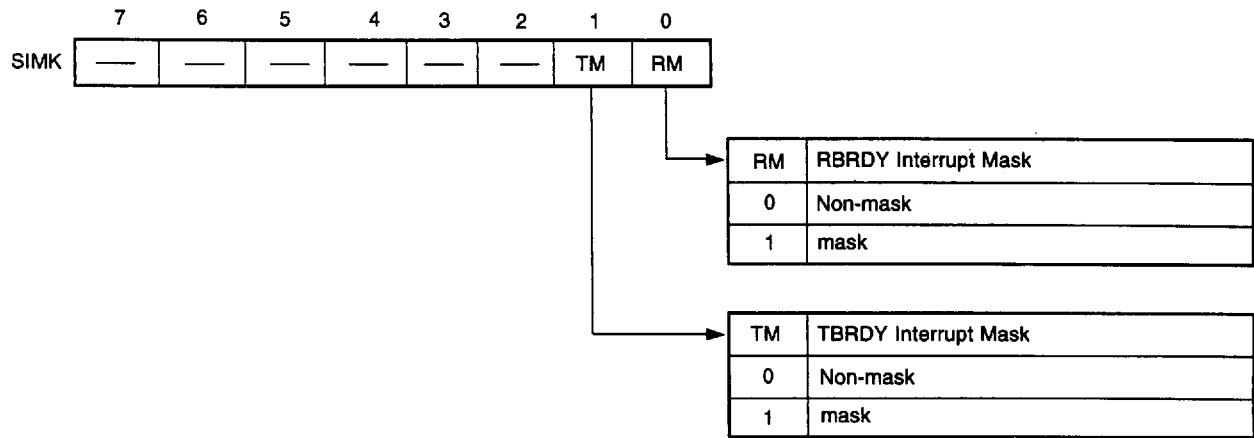 7 6 5 4 3 2 1 0
SIMK — — — — — — TM RM
RM RBRDY Interrupt Mask
0 Non-mask
1 mask
TM TBRDY Interrupt Mask
0 Non-mask
1 mask